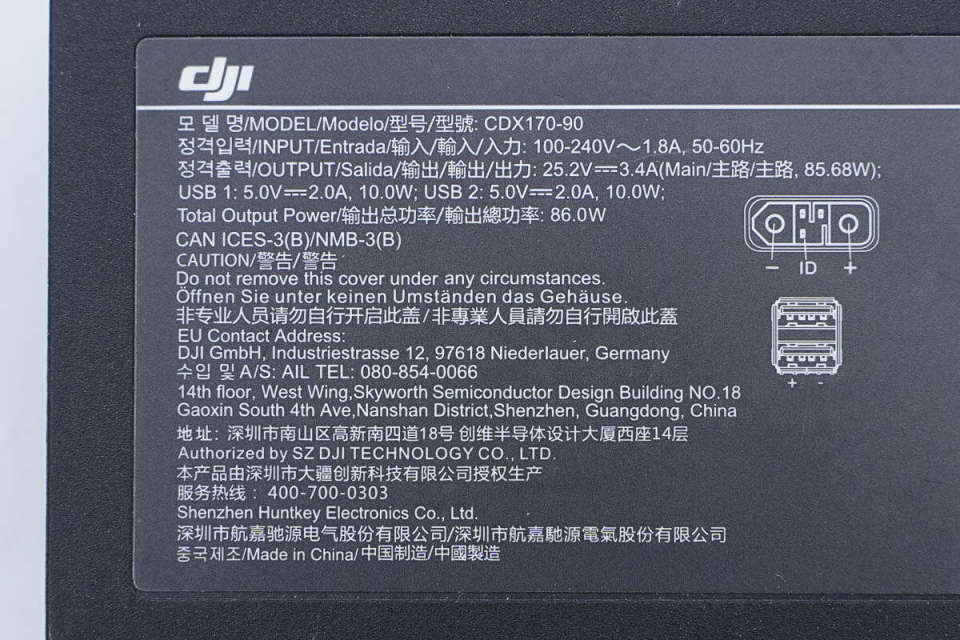 dji
모 델 명/MODEL/Modelo/型号/型號: CDX170-90
정격입력/INPUT/Entrada/输入/輸入/入力: 100-240V～1.8A, 50-60Hz
정격출력/OUTPUT/Salida/输出/輸出/出力: 25.2V⎓3.4A(Main/主路/主路, 85.68W);
USB 1: 5.0V⎓2.0A, 10.0W; USB 2: 5.0V⎓2.0A, 10.0W;
Total Output Power/输出总功率/輸出總功率: 86.0W
CAN ICES-3(B)/NMB-3(B)
CAUTION/警告/警告
Do not remove this cover under any circumstances.
Öffnen Sie unter keinen Umständen das Gehäuse.
非专业人员请勿自行开启此盖/非專業人員請勿自行開啟此蓋
EU Contact Address:
DJI GmbH, Industriestrasse 12, 97618 Niederlauer, Germany
수입 및 A/S: AIL TEL: 080-854-0066
14th floor, West Wing,Skyworth Semiconductor Design Building NO.18
Gaoxin South 4th Ave,Nanshan District,Shenzhen, Guangdong, China
地址: 深圳市南山区高新南四道18号 创维半导体设计大厦西座14层
Authorized by SZ DJI TECHNOLOGY CO., LTD.
本产品由深圳市大疆创新科技有限公司授权生产
服务热线 : 400-700-0303
Shenzhen Huntkey Electronics Co., Ltd.
深圳市航嘉驰源电气股份有限公司/深圳市航嘉馳源電氣股份有限公司
중국제조/Made in China/中国制造/中國製造
− ID +
+ -